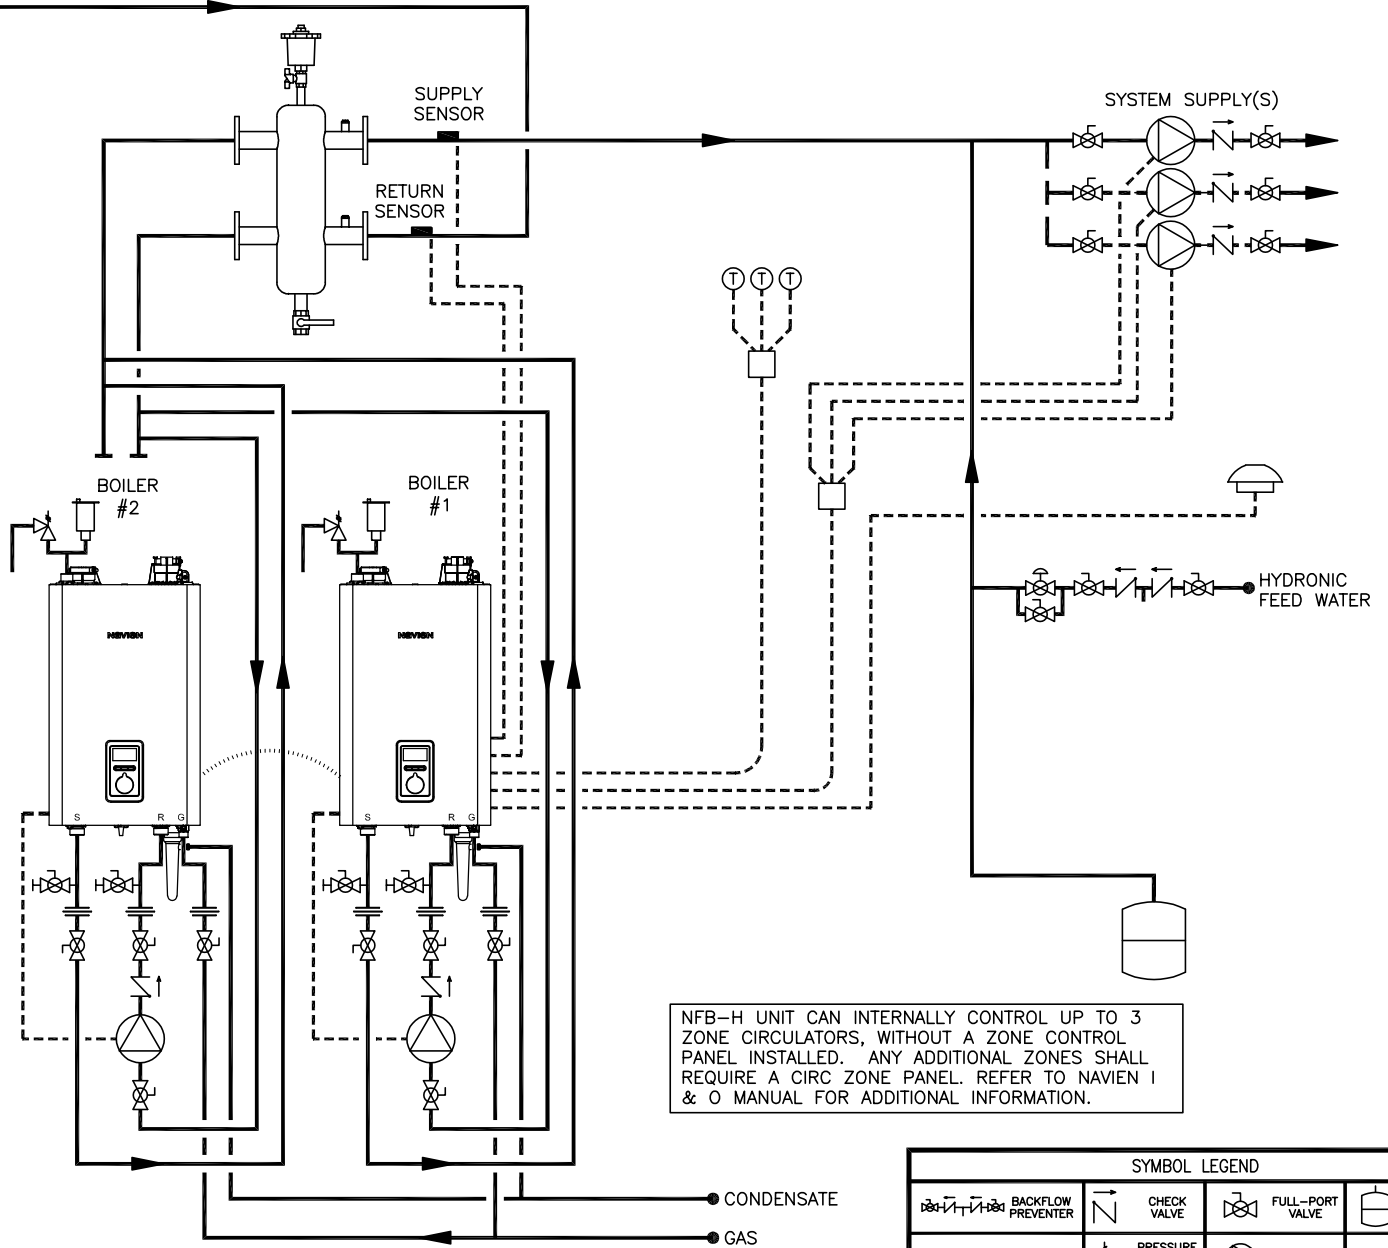 SUPPLY
SENSOR
SYSTEM SUPPLY(S)
RETURN
SENSOR
T T T
BOILER
#2
BOILER
#1
HYDRONIC
FEED WATER
NAVIEN
NAVIEN
S R G
S R G
NFB-H UNIT CAN INTERNALLY CONTROL UP TO 3
ZONE CIRCULATORS, WITHOUT A ZONE CONTROL
PANEL INSTALLED. ANY ADDITIONAL ZONES SHALL
REQUIRE A CIRC ZONE PANEL. REFER TO NAVIEN I
& O MANUAL FOR ADDITIONAL INFORMATION.
CONDENSATE
GAS
SYMBOL LEGEND
BACKFLOW
PREVENTER
CHECK
VALVE
FULL-PORT
VALVE
PRESSURE